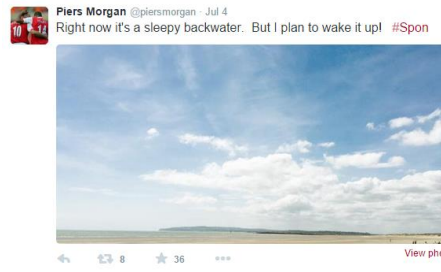 Piers Morgan @piersmorgan · Jul 4
Right now it's a sleepy backwater. But I plan to wake it up! #Spon
8 36
View pho